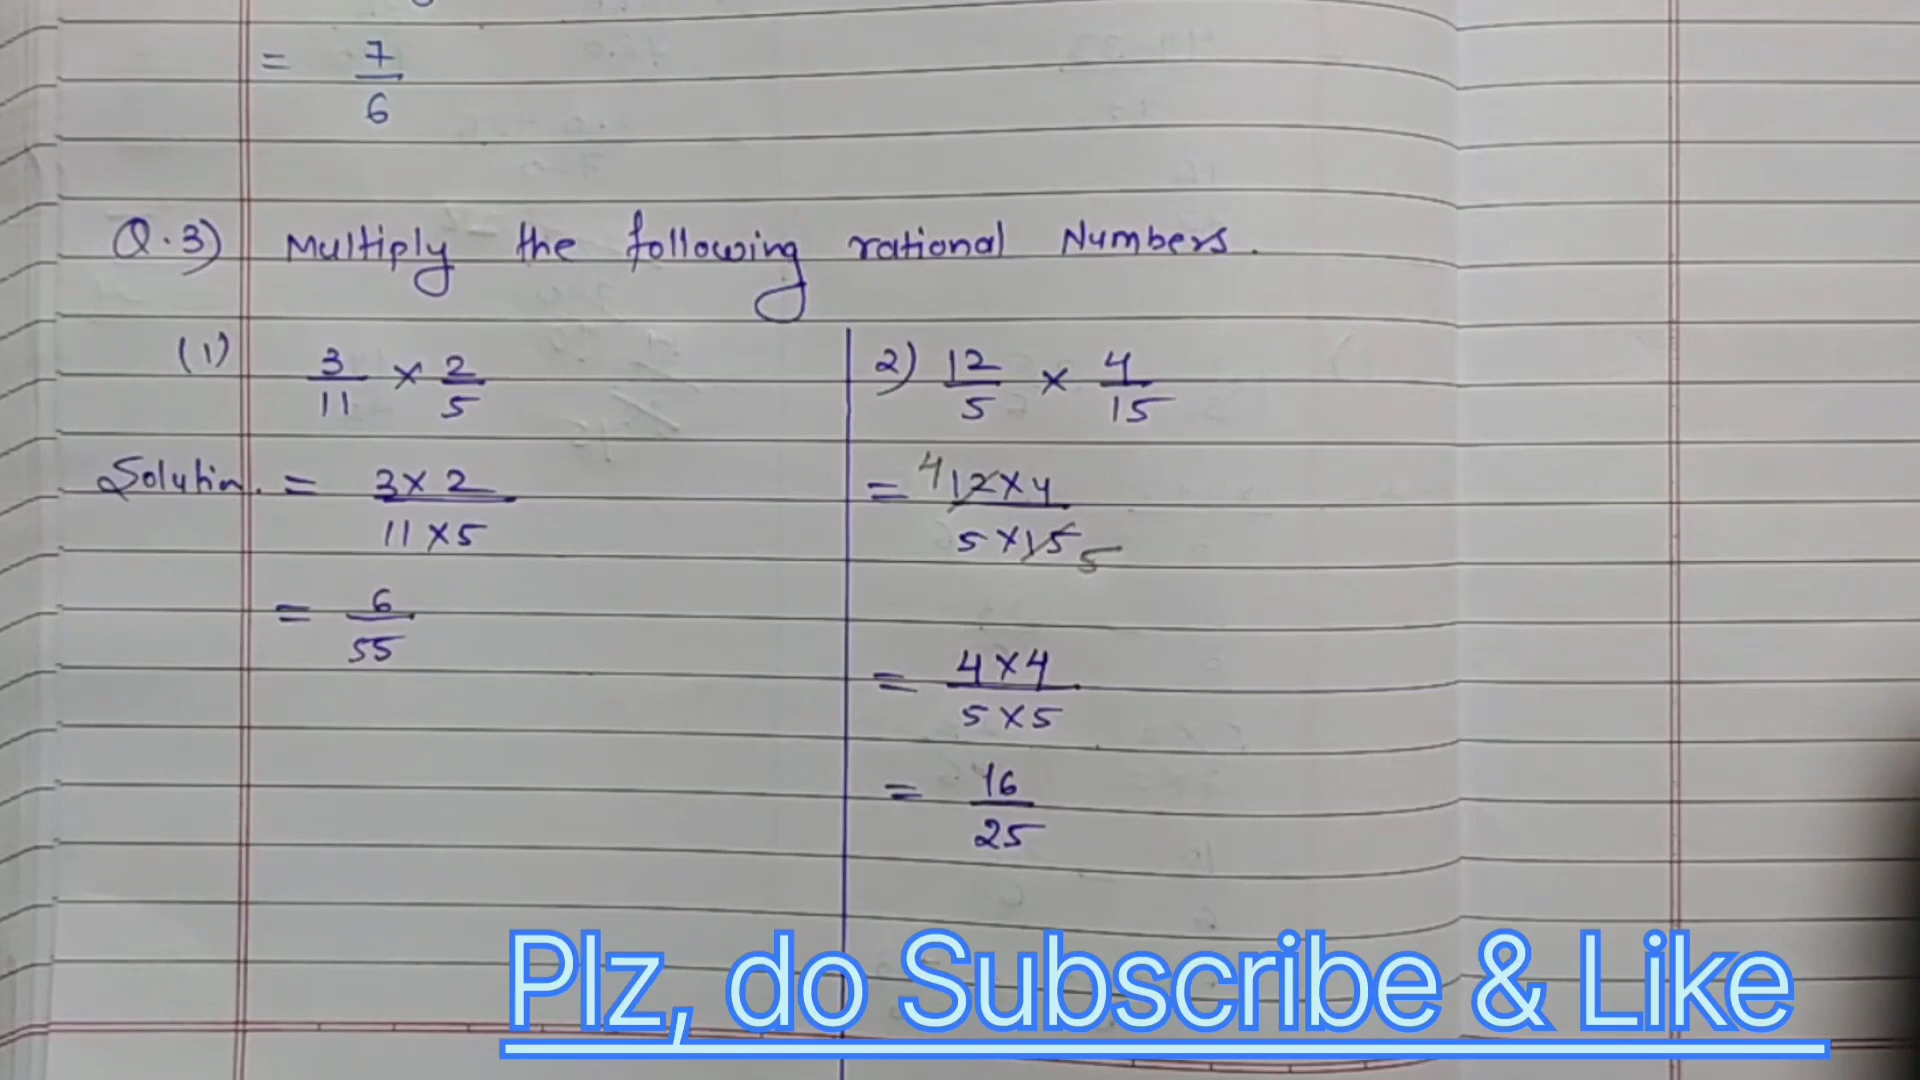 = 7/6
Q.3) Multiply the following rational Numbers.
(1) 3/11 × 2/5
Solution. = 3×2/11×5
= 6/55
2) 12/5 × 4/15
= 4 12×4/5×15 5
= 4×4/5×5
= 16/25
Plz, do Subscribe & Like